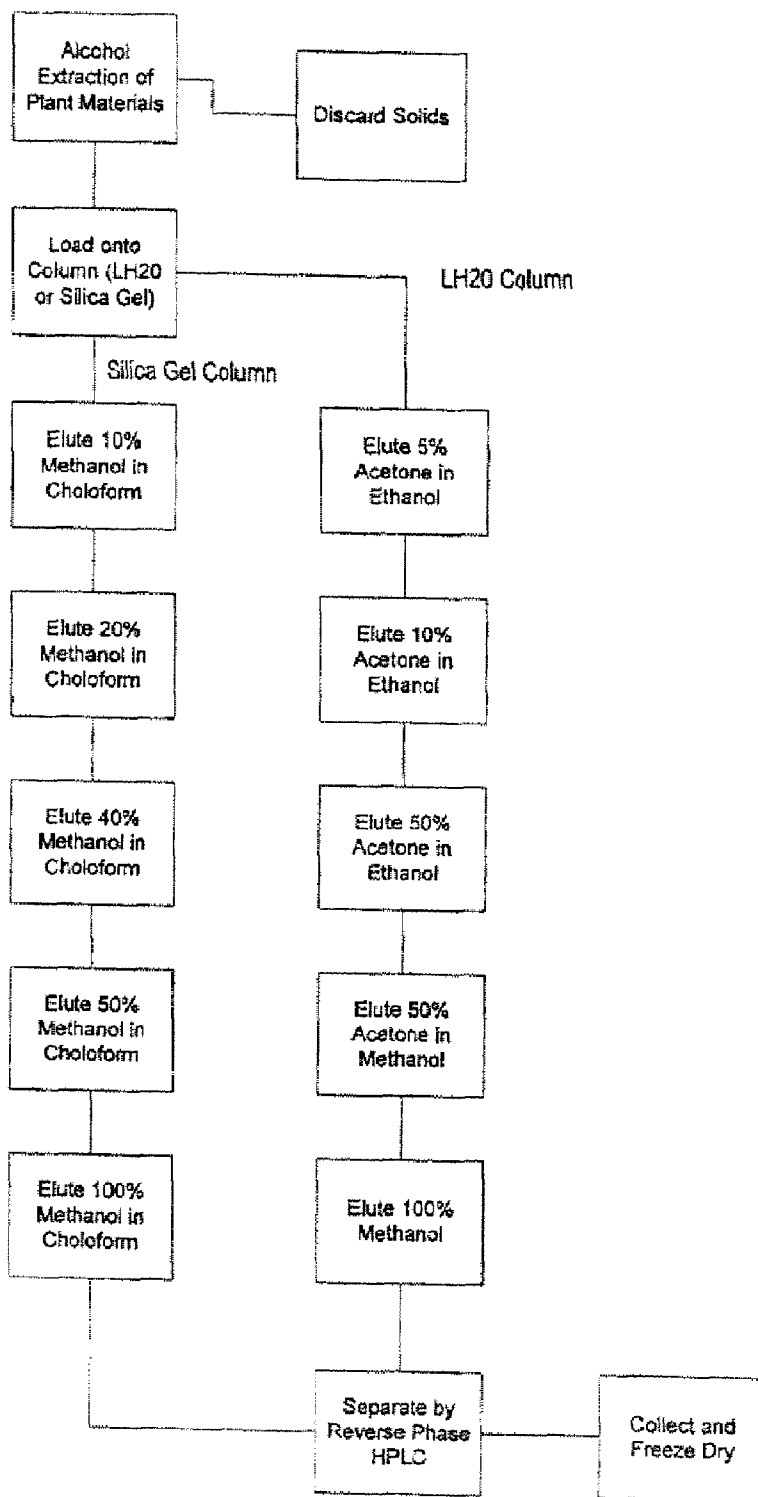 Alcohol
Extraction of
Plant Materials
Discard Solids
Load onto
Column (LH20
or Silica Gel)
LH20 Column
Silica Gel Column
Elute 10%
Methanol in
Choloform
Elute 5%
Acetone in
Ethanol
Elute 20%
Methanol in
Choloform
Elute 10%
Acetone in
Ethanol
Elute 40%
Methanol in
Choloform
Elute 50%
Acetone in
Ethanol
Elute 50%
Methanol in
Choloform
Elute 50%
Acetone in
Methanol
Elute 100%
Methanol in
Choloform
Elute 100%
Methanol
Separate by
Reverse Phase
HPLC
Collect and
Freeze Dry